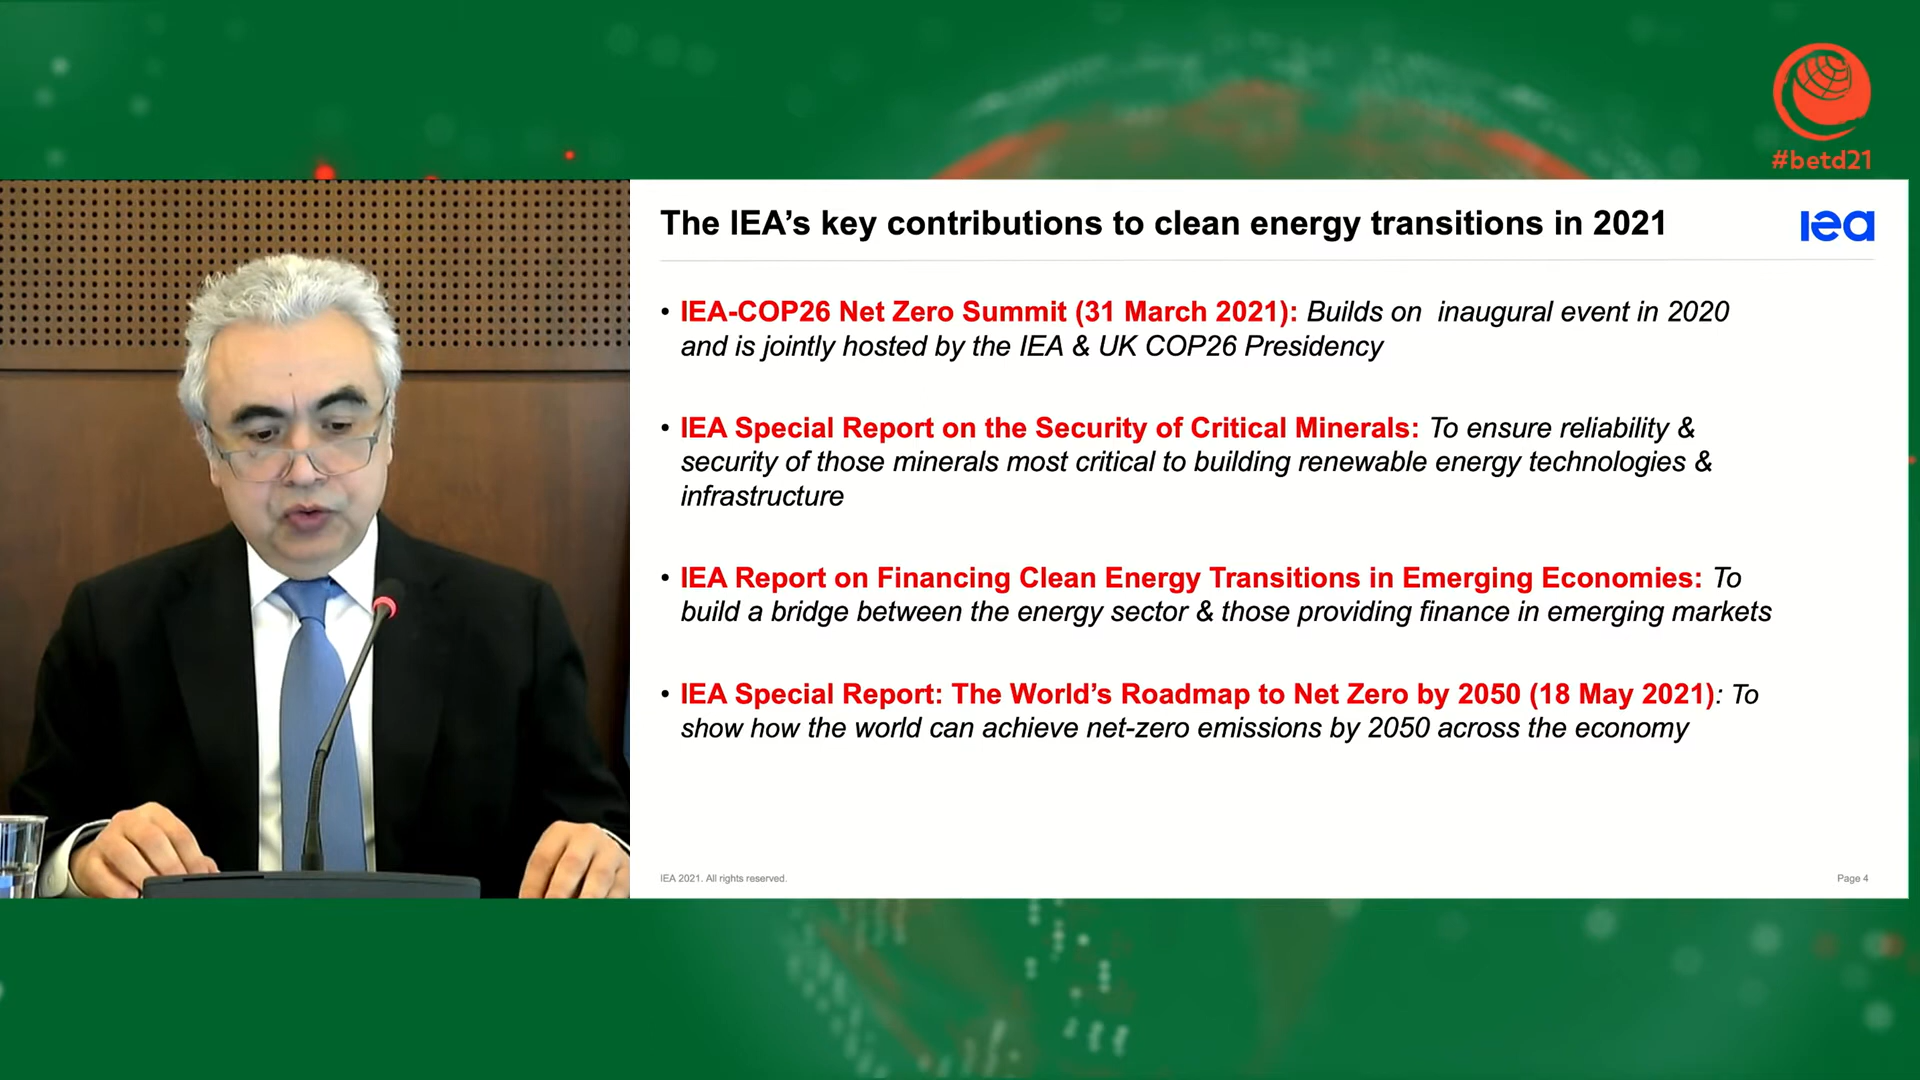 #betd21
The IEA's key contributions to clean energy transitions in 2021
iea
• IEA-COP26 Net Zero Summit (31 March 2021): Builds on  inaugural event in 2020
and is jointly hosted by the IEA & UK COP26 Presidency
• IEA Special Report on the Security of Critical Minerals: To ensure reliability &
security of those minerals most critical to building renewable energy technologies &
infrastructure
• IEA Report on Financing Clean Energy Transitions in Emerging Economies: To
build a bridge between the energy sector & those providing finance in emerging markets
• IEA Special Report: The World's Roadmap to Net Zero by 2050 (18 May 2021): To
show how the world can achieve net-zero emissions by 2050 across the economy
IEA 2021. All rights reserved.
Page 4